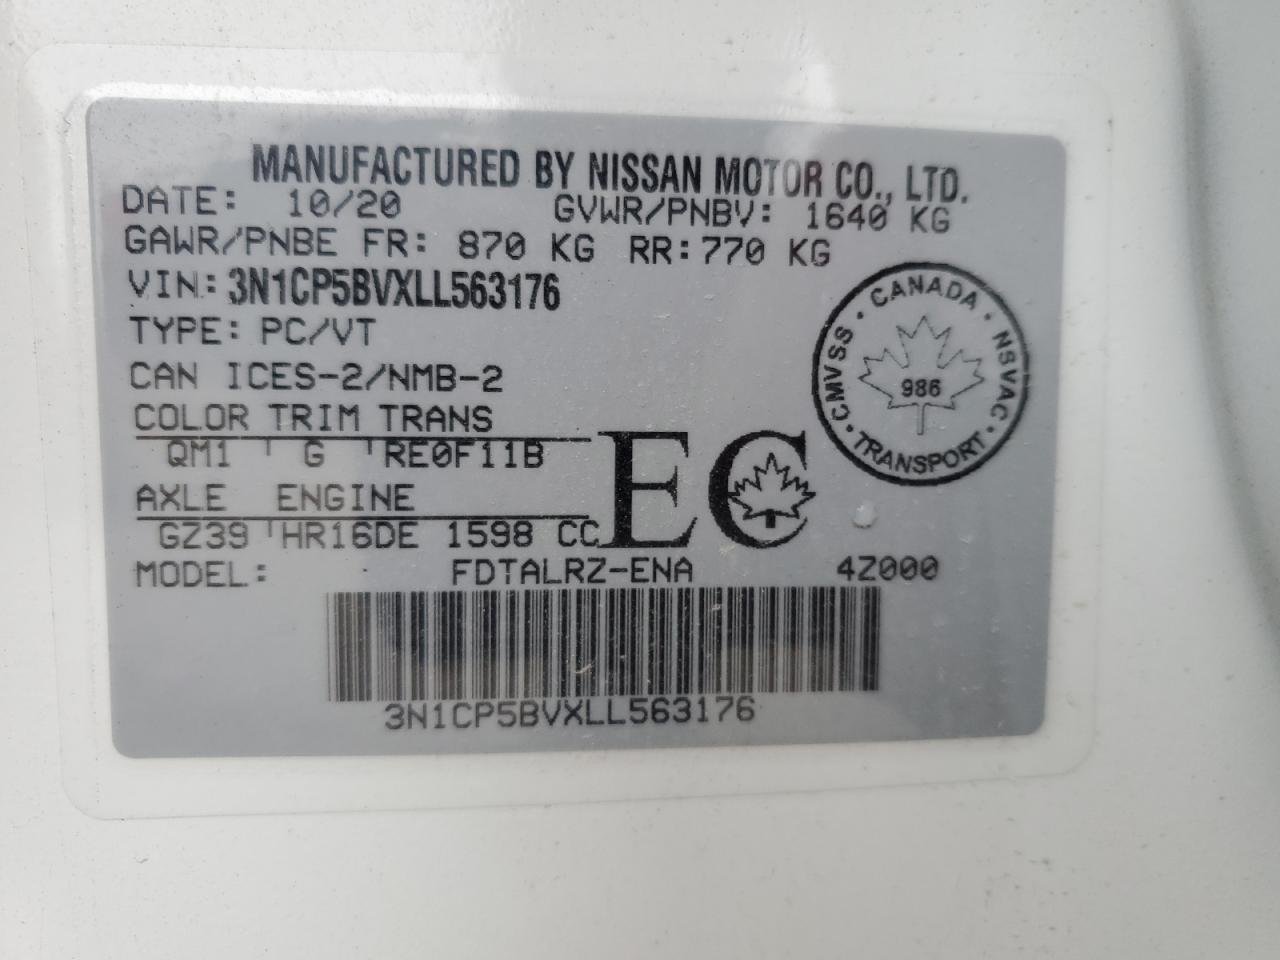 MANUFACTURED BY NISSAN MOTOR CO., LTD.
DATE: 10/20 GVWR/PNBV: 1640 KG
GAWR/PNBE FR: 870 KG RR:770 KG
VIN:3N1CP5BVXLL563176
TYPE: PC/VT
CAN ICES-2/NMB-2
COLOR TRIM TRANS
QM1 G RE0F11B
AXLE ENGINE
GZ39 HR16DE 1598 CC
MODEL: FDTALRZ-ENA 4Z000
EC
CANADA · NSVAC · TRANSPORT · CMVSS ·
986
3N1CP5BVXLL563176